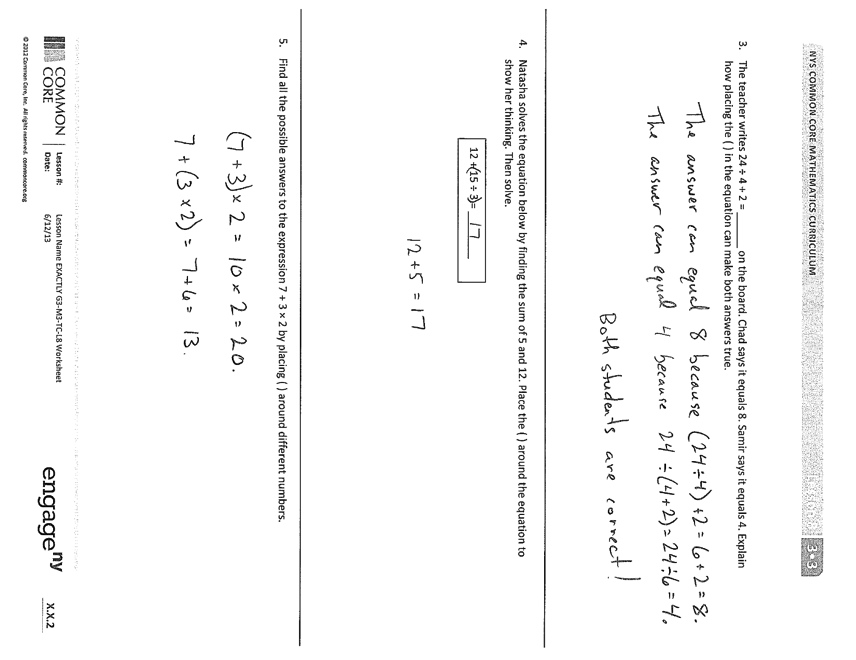 NYS COMMON CORE MATHEMATICS CURRICULUM
3•3
3. The teacher writes 24 ÷ 4 + 2 = ______ on the board. Chad says it equals 8. Samir says it equals 4. Explain
how placing the ( ) in the equation can make both answers true.
The answer can equal 8 because (24÷4)+2=6+2=8.
The answer can equal 4 because 24÷(4+2)=24÷6=4.
Both students are correct!
4. Natasha solves the equation below by finding the sum of 5 and 12. Place the ( ) around the equation to
show her thinking. Then solve.
12 +(15 ÷ 3)= 17
12+5=17
5. Find all the possible answers to the expression 7 + 3 × 2 by placing ( ) around different numbers.
(7+3)×2 = 10×2=20.
7+(3×2)= 7+6= 13.
COMMON
CORE
Lesson #:
Lesson Name EXACTLY G3-M3-TC-L8 Worksheet
Date:
6/12/13
engage ny
X.X.2
© 2012 Common Core, Inc. All rights reserved. commoncore.org